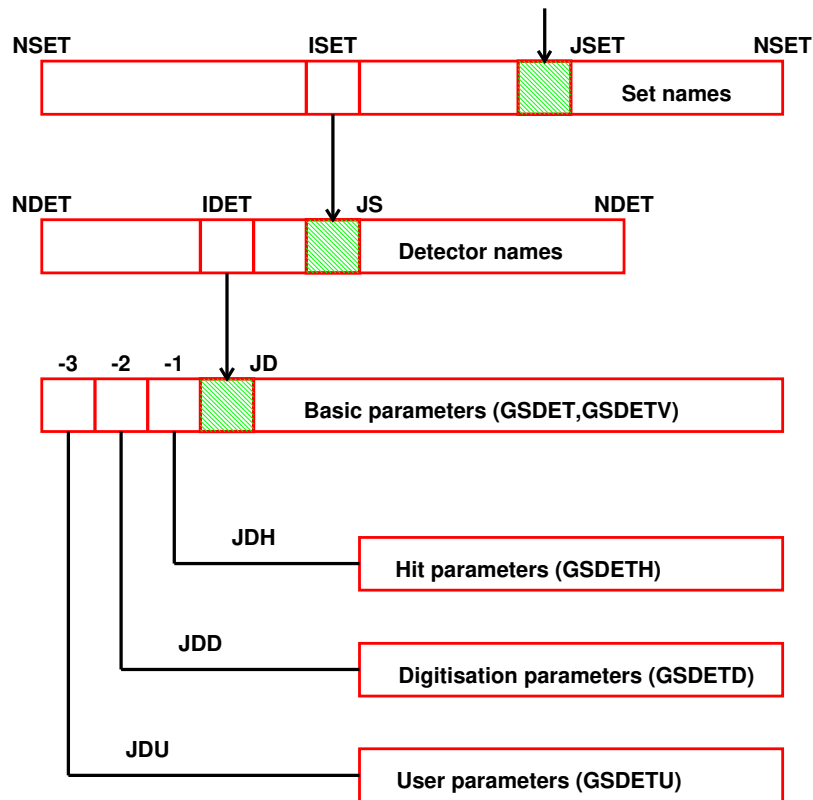 NSET ISET JSET NSET
Set names
NDET IDET JS NDET
Detector names
-3 -2 -1 JD
Basic parameters (GSDET,GSDETV)
JDH
Hit parameters (GSDETH)
JDD
Digitisation parameters (GSDETD)
JDU
User parameters (GSDETU)